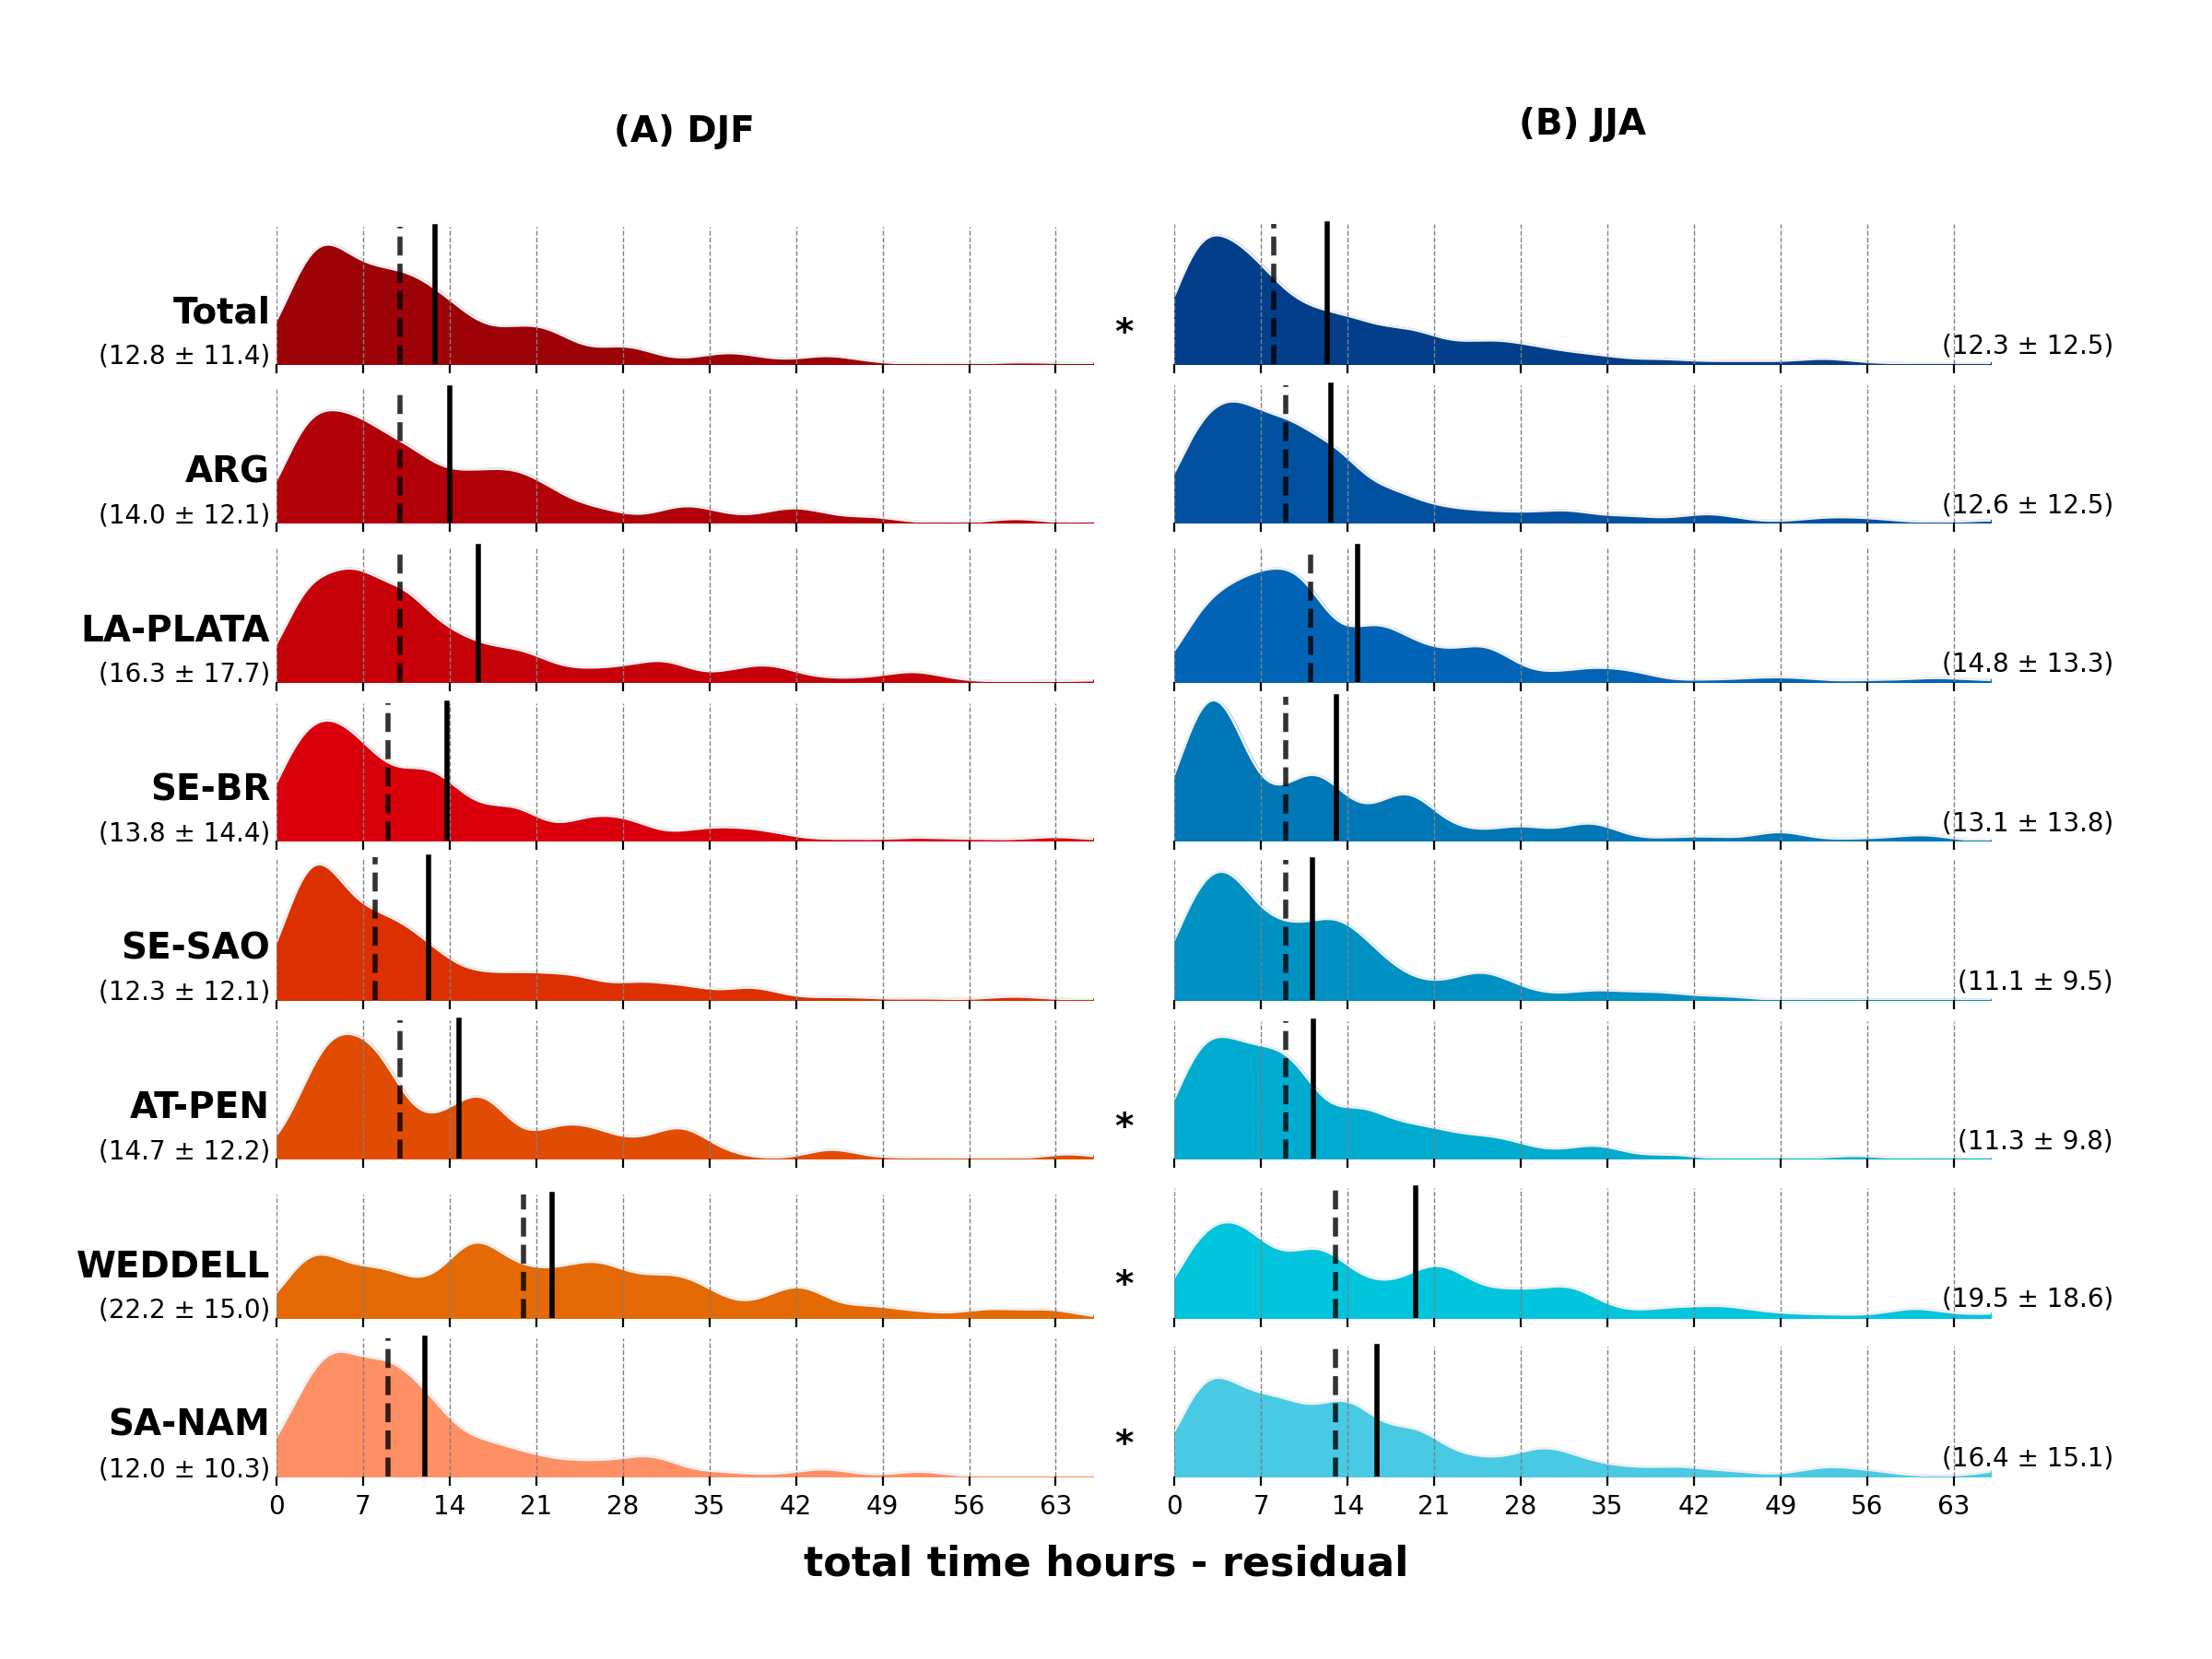 (A) DJF
(B) JJA
Total
(12.8 ± 11.4)
*
(12.3 ± 12.5)
ARG
(14.0 ± 12.1)
(12.6 ± 12.5)
LA-PLATA
(16.3 ± 17.7)
(14.8 ± 13.3)
SE-BR
(13.8 ± 14.4)
(13.1 ± 13.8)
SE-SAO
(12.3 ± 12.1)
(11.1 ± 9.5)
AT-PEN
(14.7 ± 12.2)
*
(11.3 ± 9.8)
WEDDELL
(22.2 ± 15.0)
*
(19.5 ± 18.6)
SA-NAM
(12.0 ± 10.3)
*
(16.4 ± 15.1)
0 7 14 21 28 35 42 49 56 63
0 7 14 21 28 35 42 49 56 63
total time hours - residual